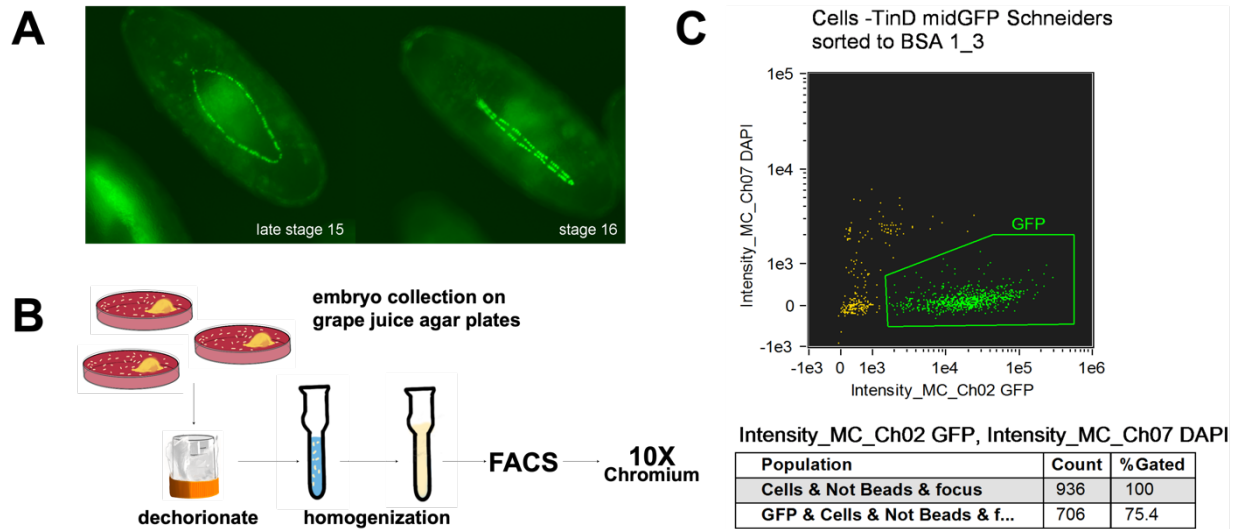 A
late stage 15
stage 16
B
embryo collection on
grape juice agar plates
dechorionate
homogenization
FACS
10X
Chromium
C
Cells -TinD midGFP Schneiders
sorted to BSA 1_3
Intensity_MC_Ch07 DAPI
1e5
1e4
1e3
0
-1e3
GFP
-1e3 0 1e3 1e4 1e5 1e6
Intensity_MC_Ch02 GFP
Intensity_MC_Ch02 GFP, Intensity_MC_Ch07 DAPI
Population Count %Gated
Cells & Not Beads & focus 936 100
GFP & Cells & Not Beads & f... 706 75.4